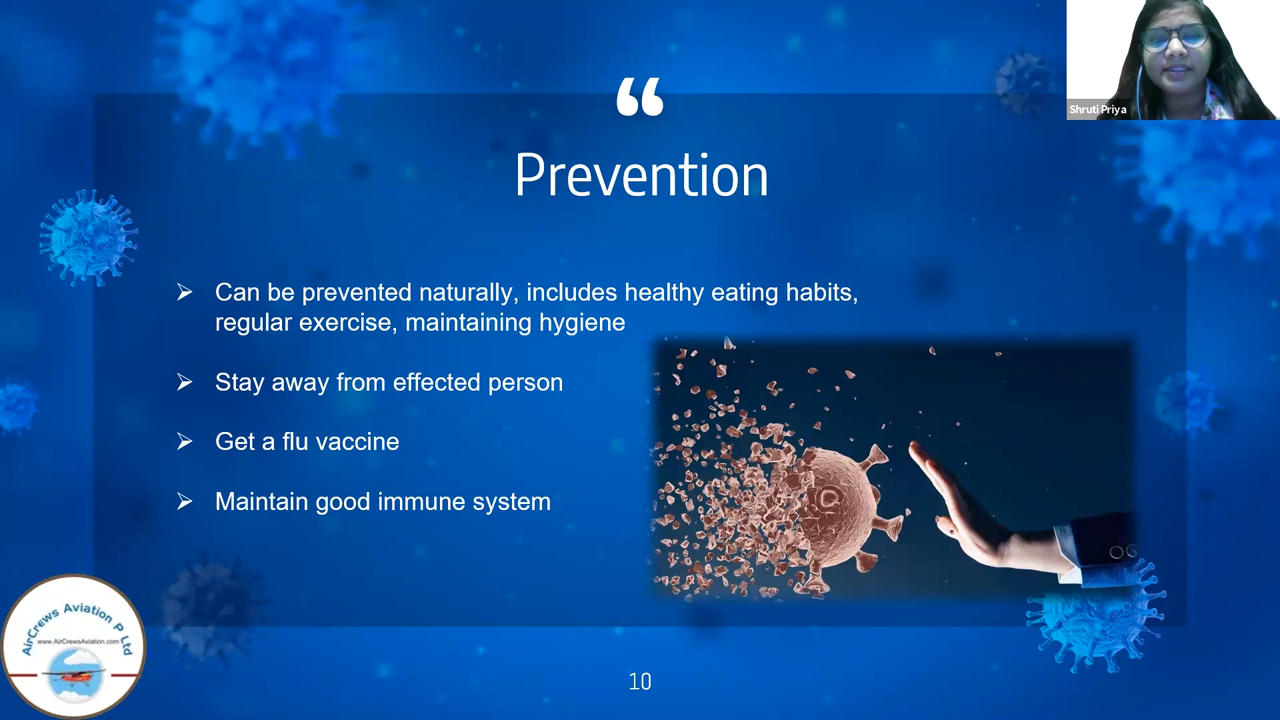 “
Prevention
Shruti Priya
➢ Can be prevented naturally, includes healthy eating habits,
regular exercise, maintaining hygiene
➢ Stay away from effected person
➢ Get a flu vaccine
➢ Maintain good immune system
AirCrews Aviation P Ltd
www.AirCrewsAviation.com
10